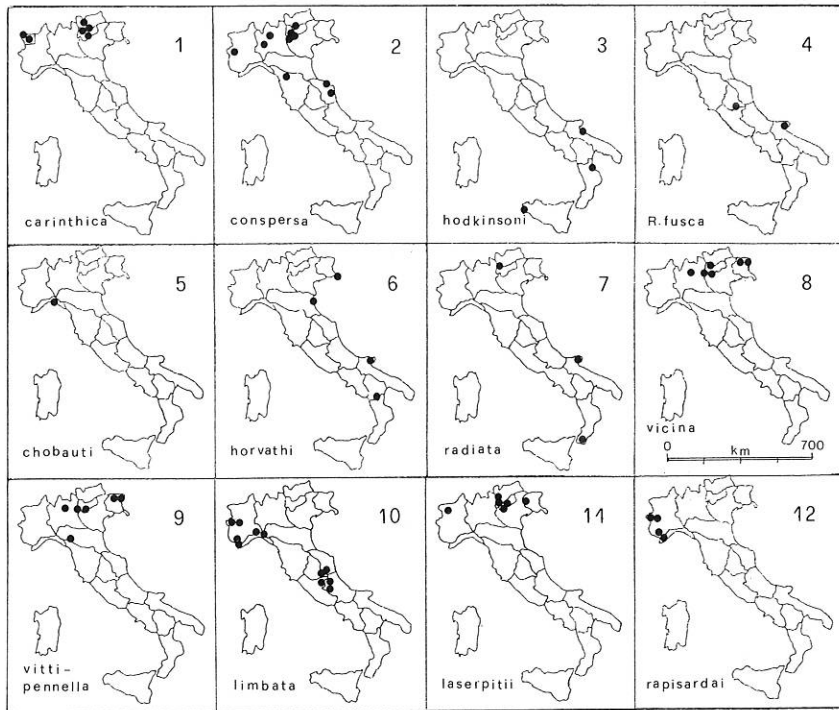 1
carinthica
2
conspersa
3
hodkinsoni
4
R.fusca
5
chobauti
6
horvathi
7
radiata
8
vicina
0 km 700
9
vitti-
pennella
10
limbata
11
laserpitii
12
rapisardai